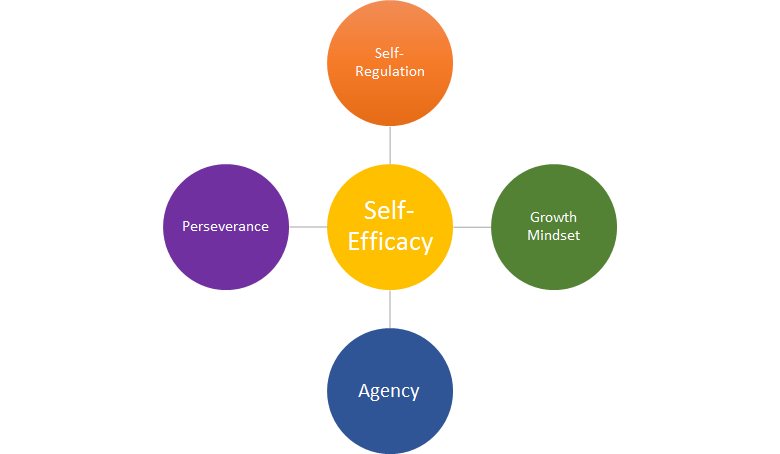 Self-
Regulation
Perseverance
Self-
Efficacy
Growth
Mindset
Agency